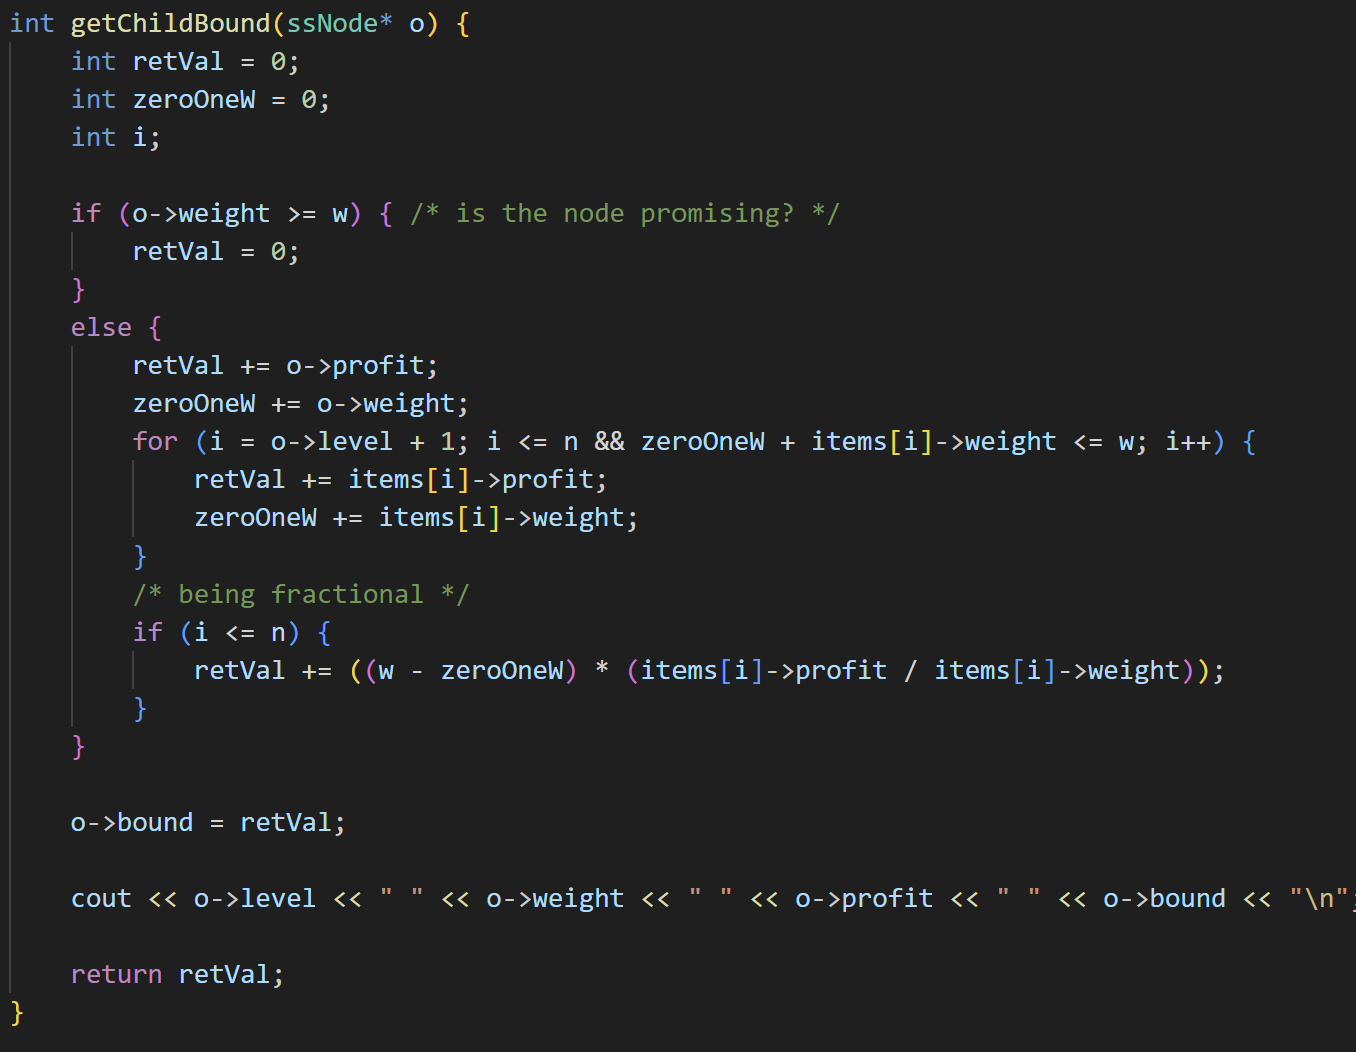 int getChildBound(ssNode* o) {
    int retVal = 0;
    int zeroOneW = 0;
    int i;

    if (o->weight >= w) { /* is the node promising? */
        retVal = 0;
    }
    else {
        retVal += o->profit;
        zeroOneW += o->weight;
        for (i = o->level + 1; i <= n && zeroOneW + items[i]->weight <= w; i++) {
            retVal += items[i]->profit;
            zeroOneW += items[i]->weight;
        }
        /* being fractional */
        if (i <= n) {
            retVal += ((w - zeroOneW) * (items[i]->profit / items[i]->weight));
        }
    }

    o->bound = retVal;

    cout << o->level << " " << o->weight << " " << o->profit << " " << o->bound << "\n";

    return retVal;
}